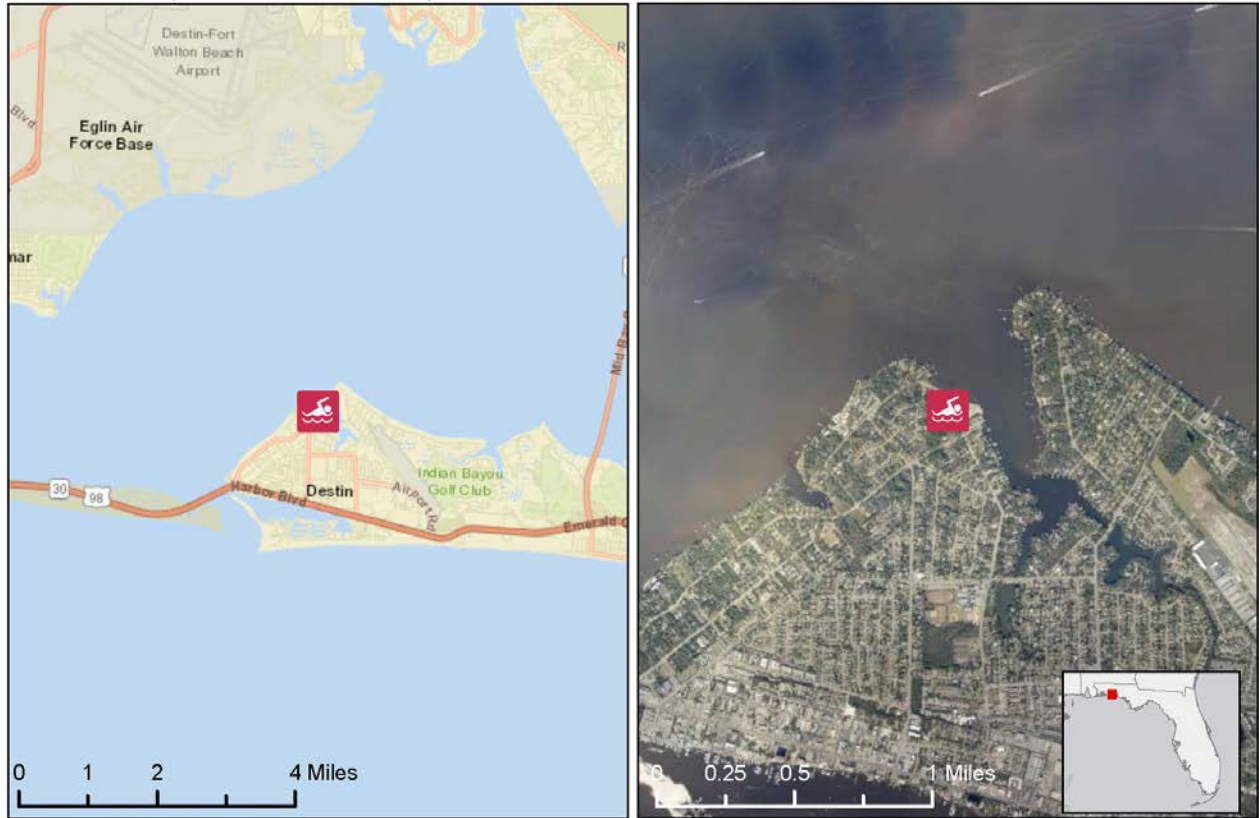 Destin-Fort
Walton Beach
Airport
Blvd
Eglin Air
Force Base
mar
Mid Bay B
30
98
Harbor Blvd
Destin
Airport Rd
Indian Bayou
Golf Club
Emerald C
0 1 2 4 Miles
0 0.25 0.5 1 Miles